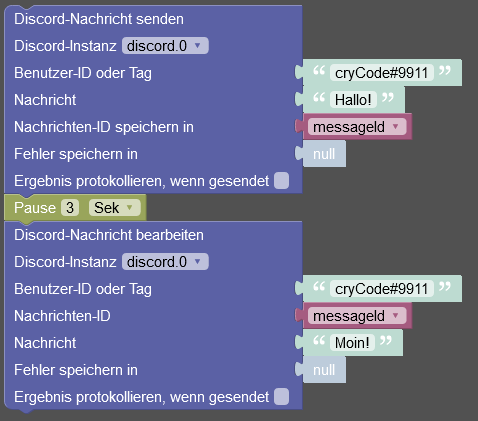 Discord-Nachricht senden
Discord-Instanz discord.0
Benutzer-ID oder Tag “ cryCode#9911 ”
Nachricht “ Hallo! ”
Nachrichten-ID speichern in messageId
Fehler speichern in null
Ergebnis protokollieren, wenn gesendet
Pause 3 Sek
Discord-Nachricht bearbeiten
Discord-Instanz discord.0
Benutzer-ID oder Tag “ cryCode#9911 ”
Nachrichten-ID messageId
Nachricht “ Moin! ”
Fehler speichern in null
Ergebnis protokollieren, wenn gesendet